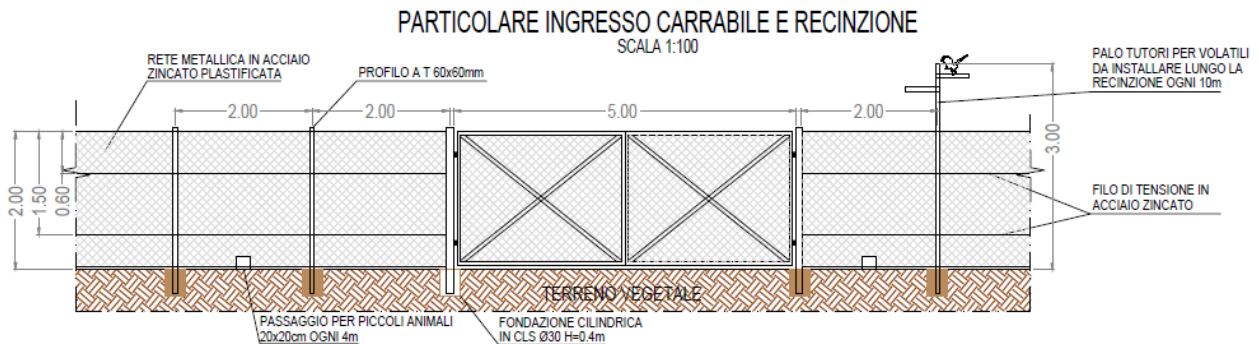 PARTICOLARE INGRESSO CARRABILE E RECINZIONE
SCALA 1:100
RETE METALLICA IN ACCIAIO
ZINCATO PLASTIFICATA
PROFILO A T 60x60mm
PALO TUTORI PER VOLATILI
DA INSTALLARE LUNGO LA
RECINZIONE OGNI 10m
2.00
2.00
5.00
2.00
3.00
2.00
1.50
0.60
FILO DI TENSIONE IN
ACCIAIO ZINCATO
TERRENO VEGETALE
PASSAGGIO PER PICCOLI ANIMALI
20x20cm OGNI 4m
FONDAZIONE CILINDRICA
IN CLS Ø30 H=0.4m